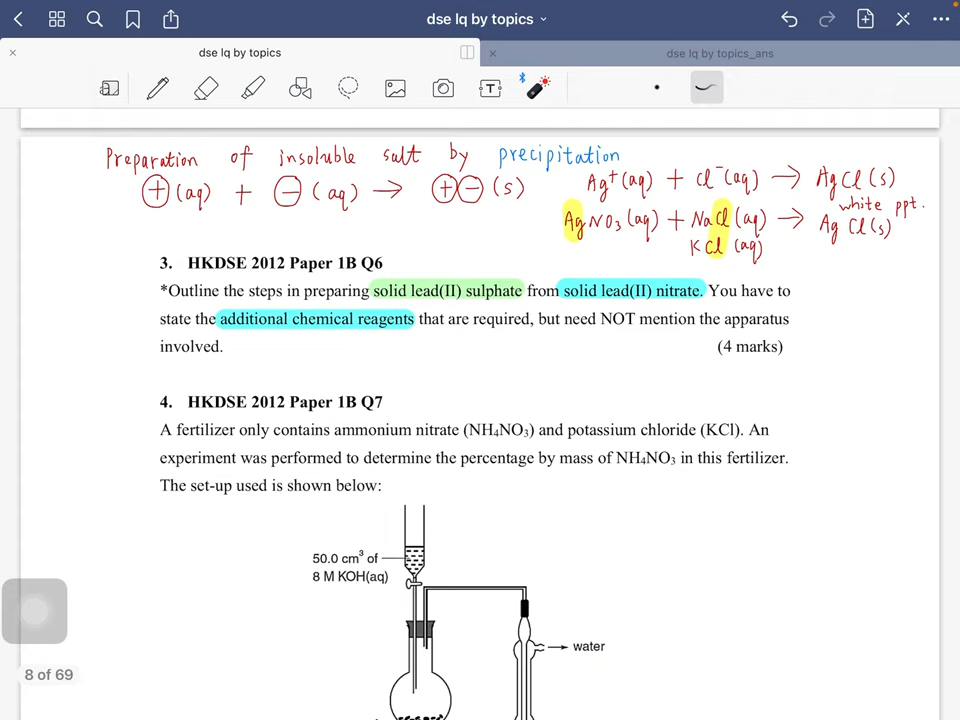 dse lq by topics
dse lq by topics
dse lq by topics_ans
Preparation of insoluble salt by precipitation
+ (aq) + − (aq) → + − (s)
Ag⁺(aq) + Cl⁻(aq) → AgCl(s)
white ppt.
AgNO₃(aq) + NaCl(aq) → AgCl(s)
KCl (aq)
3. HKDSE 2012 Paper 1B Q6
*Outline the steps in preparing solid lead(II) sulphate from solid lead(II) nitrate. You have to
state the additional chemical reagents that are required, but need NOT mention the apparatus
involved. (4 marks)
4. HKDSE 2012 Paper 1B Q7
A fertilizer only contains ammonium nitrate (NH₄NO₃) and potassium chloride (KCl). An
experiment was performed to determine the percentage by mass of NH₄NO₃ in this fertilizer.
The set-up used is shown below:
50.0 cm³ of
8 M KOH(aq)
water
8 of 69